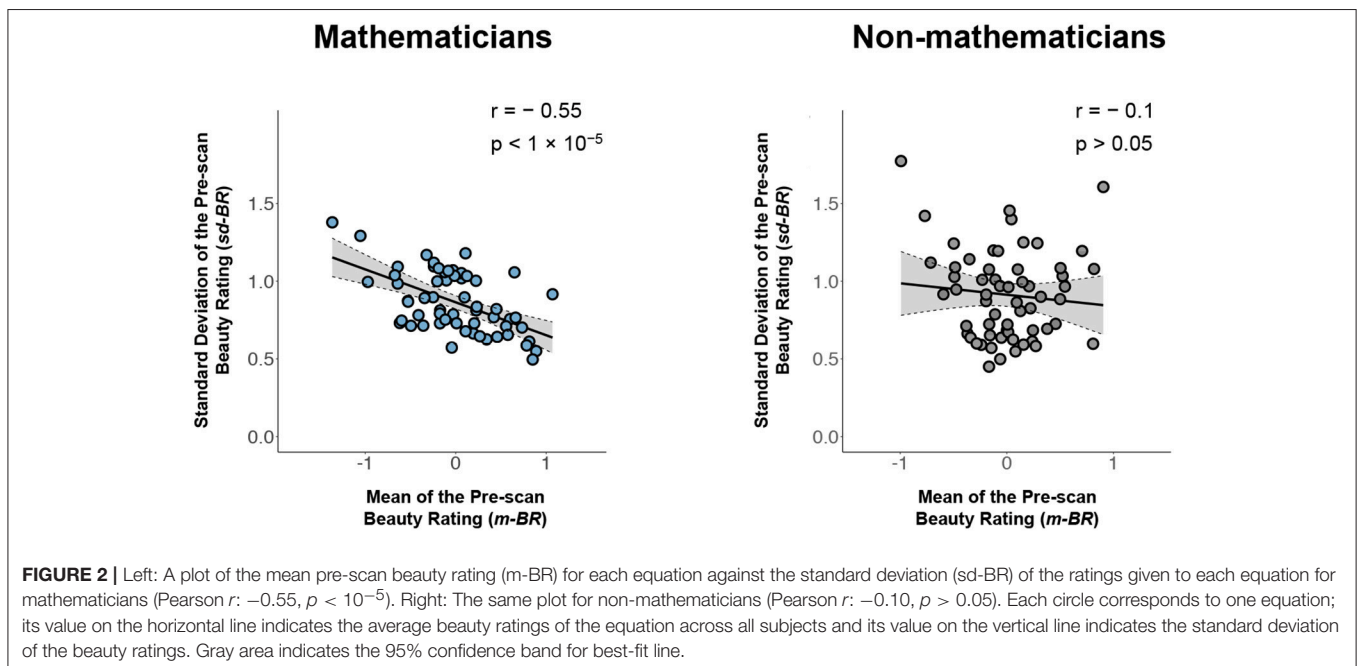 Mathematicians
r = − 0.55
p < 1 × 10⁻⁵
Standard Deviation of the Pre-scan
Beauty Rating (sd-BR)
1.5
1.0
0.5
0.0
-1 0 1
Mean of the Pre-scan
Beauty Rating (m-BR)
Non-mathematicians
r = − 0.1
p > 0.05
Standard Deviation of the Pre-scan
Beauty Rating (sd-BR)
1.5
1.0
0.5
0.0
-1 0 1
Mean of the Pre-scan
Beauty Rating (m-BR)
FIGURE 2 | Left: A plot of the mean pre-scan beauty rating (m-BR) for each equation against the standard deviation (sd-BR) of the ratings given to each equation for
mathematicians (Pearson r: −0.55, p < 10⁻⁵). Right: The same plot for non-mathematicians (Pearson r: −0.10, p > 0.05). Each circle corresponds to one equation;
its value on the horizontal line indicates the average beauty ratings of the equation across all subjects and its value on the vertical line indicates the standard deviation
of the beauty ratings. Gray area indicates the 95% confidence band for best-fit line.